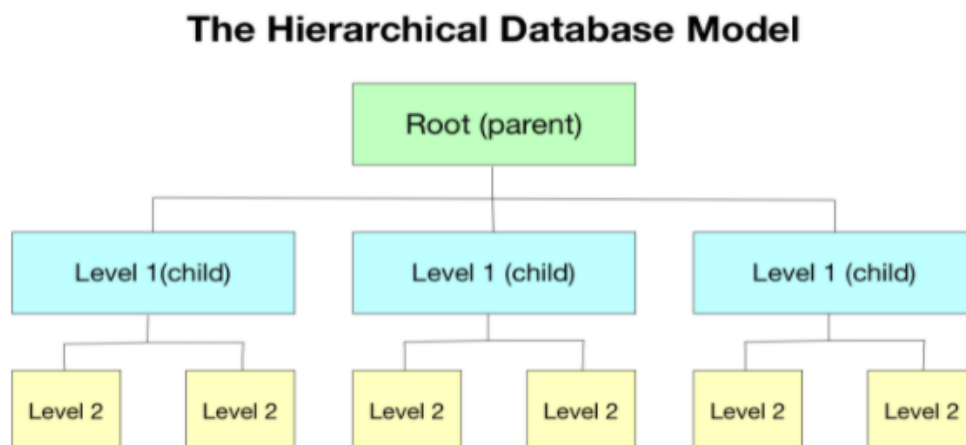 The Hierarchical Database Model
Root (parent)
Level 1(child)
Level 1 (child)
Level 1 (child)
Level 2
Level 2
Level 2
Level 2
Level 2
Level 2